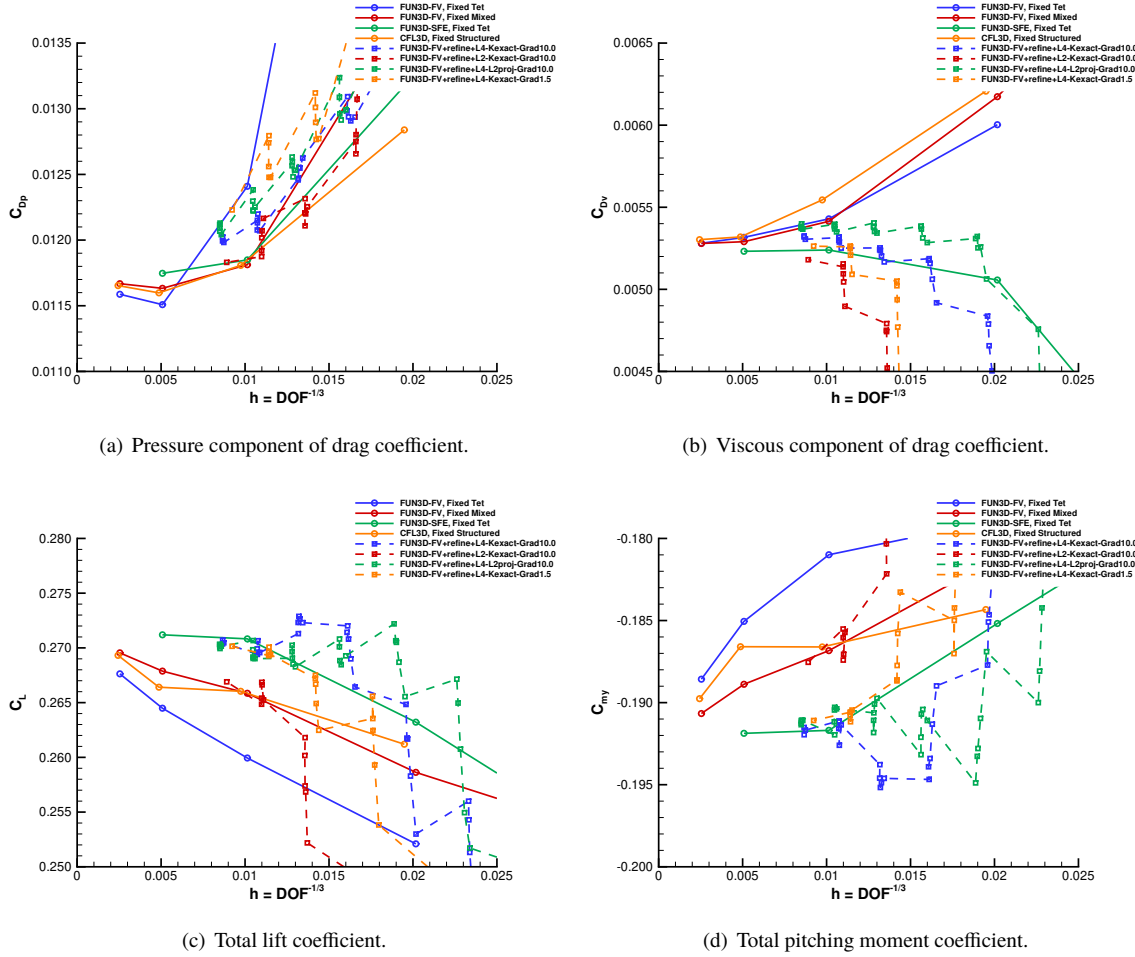 FUN3D-FV, Fixed Tet
FUN3D-FV, Fixed Mixed
FUN3D-SFE, Fixed Tet
CFL3D, Fixed Structured
FUN3D-FV+refine+L4-Kexact-Grad10.0
FUN3D-FV+refine+L2-Kexact-Grad10.0
FUN3D-FV+refine+L4-L2proj-Grad10.0
FUN3D-FV+refine+L4-Kexact-Grad1.5
0.0135
0.0130
0.0125
0.0120
0.0115
0.0110
C_Dp
0 0.005 0.01 0.015 0.02 0.025
h = DOF^-1/3
(a) Pressure component of drag coefficient.
FUN3D-FV, Fixed Tet
FUN3D-FV, Fixed Mixed
FUN3D-SFE, Fixed Tet
CFL3D, Fixed Structured
FUN3D-FV+refine+L4-Kexact-Grad10.0
FUN3D-FV+refine+L2-Kexact-Grad10.0
FUN3D-FV+refine+L4-L2proj-Grad10.0
FUN3D-FV+refine+L4-Kexact-Grad1.5
0.0065
0.0060
0.0055
0.0050
0.0045
C_Dv
0 0.005 0.01 0.015 0.02 0.025
h = DOF^-1/3
(b) Viscous component of drag coefficient.
FUN3D-FV, Fixed Tet
FUN3D-FV, Fixed Mixed
FUN3D-SFE, Fixed Tet
CFL3D, Fixed Structured
FUN3D-FV+refine+L4-Kexact-Grad10.0
FUN3D-FV+refine+L2-Kexact-Grad10.0
FUN3D-FV+refine+L4-L2proj-Grad10.0
FUN3D-FV+refine+L4-Kexact-Grad1.5
0.280
0.270
0.260
0.250
C_L
0 0.005 0.01 0.015 0.02 0.025
h = DOF^-1/3
(c) Total lift coefficient.
FUN3D-FV, Fixed Tet
FUN3D-FV, Fixed Mixed
FUN3D-SFE, Fixed Tet
CFL3D, Fixed Structured
FUN3D-FV+refine+L4-Kexact-Grad10.0
FUN3D-FV+refine+L2-Kexact-Grad10.0
FUN3D-FV+refine+L4-L2proj-Grad10.0
FUN3D-FV+refine+L4-Kexact-Grad1.5
-0.180
-0.185
-0.190
-0.195
-0.200
C_my
0 0.005 0.01 0.015 0.02 0.025
h = DOF^-1/3
(d) Total pitching moment coefficient.